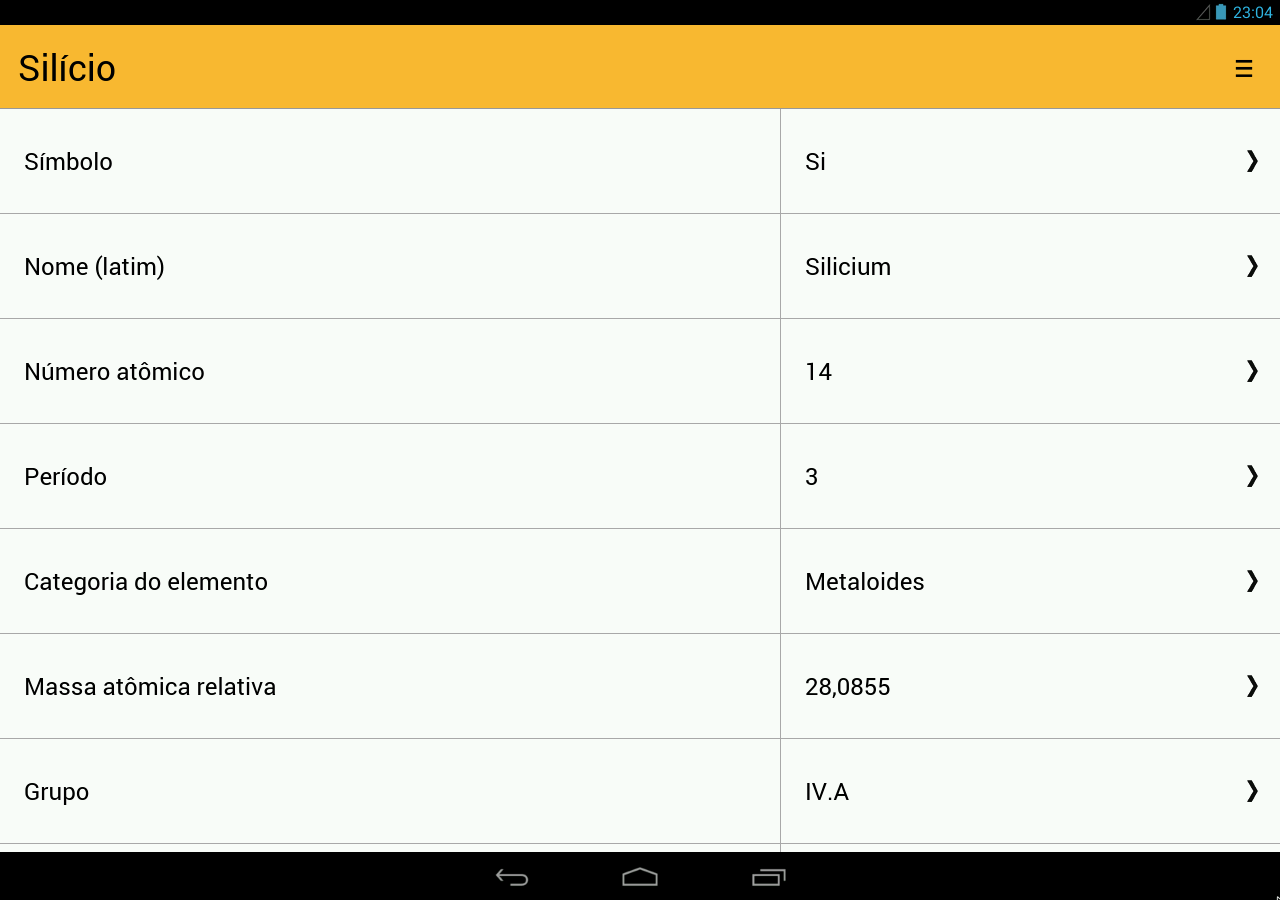 23:04
Silício
Símbolo Si
Nome (latim) Silicium
Número atômico 14
Período 3
Categoria do elemento Metaloides
Massa atômica relativa 28,0855
Grupo IV.A